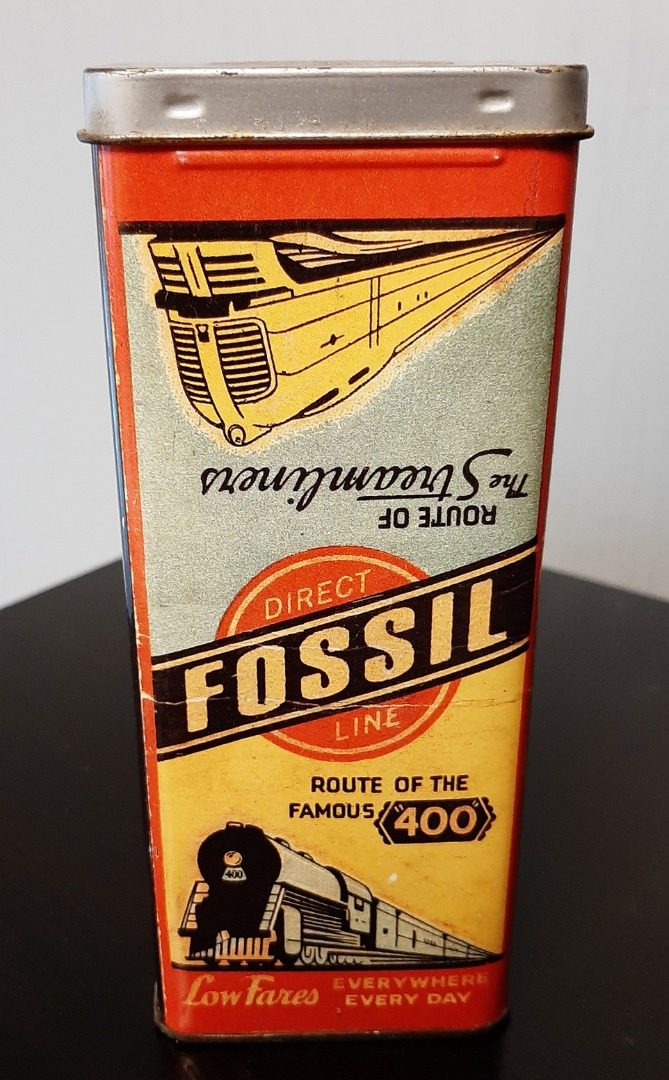 ROUTE OF
The Streamliners
DIRECT
FOSSIL
LINE
ROUTE OF THE
FAMOUS "400"
400
Low Fares EVERYWHERE
EVERY DAY